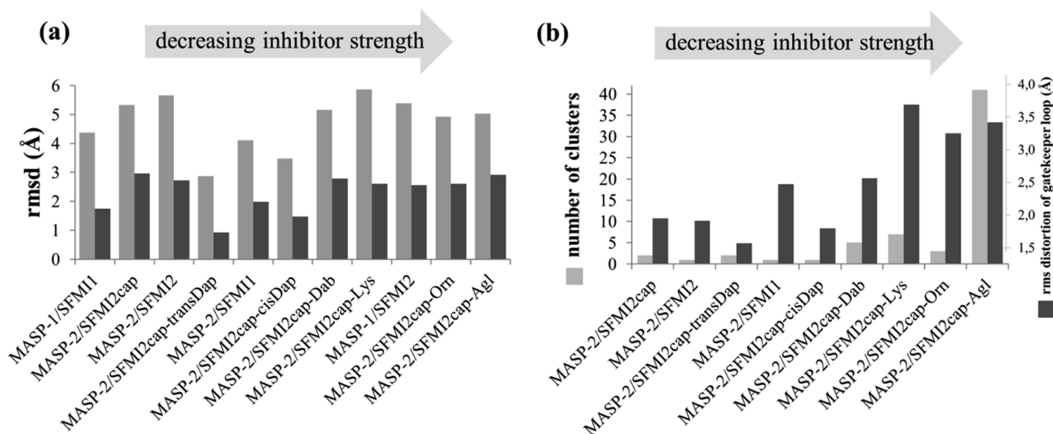 (a)
decreasing inhibitor strength
rmsd (Å)
6
5
4
3
2
1
0
MASP-1/SFMI1
MASP-2/SFMI2cap
MASP-2/SFMI2
MASP-2/SFMI2cap-transDap
MASP-2/SFMI1
MASP-2/SFMI2cap-cisDap
MASP-2/SFMI2cap-Dab
MASP-2/SFMI2cap-Lys
MASP-1/SFMI2
MASP-2/SFMI2cap-Orn
MASP-2/SFMI2cap-Agl
(b)
decreasing inhibitor strength
number of clusters
40
35
30
25
20
15
10
5
0
4,0
3,5
3,0
2,5
2,0
1,5
rms distortion of gatekeeper loop (Å)
MASP-2/SFMI2cap
MASP-2/SFMI2
MASP-2/SFMI2cap-transDap
MASP-2/SFMI1
MASP-2/SFMI2cap-cisDap
MASP-2/SFMI2cap-Dab
MASP-2/SFMI2cap-Lys
MASP-2/SFMI2cap-Orn
MASP-2/SFMI2cap-Agl